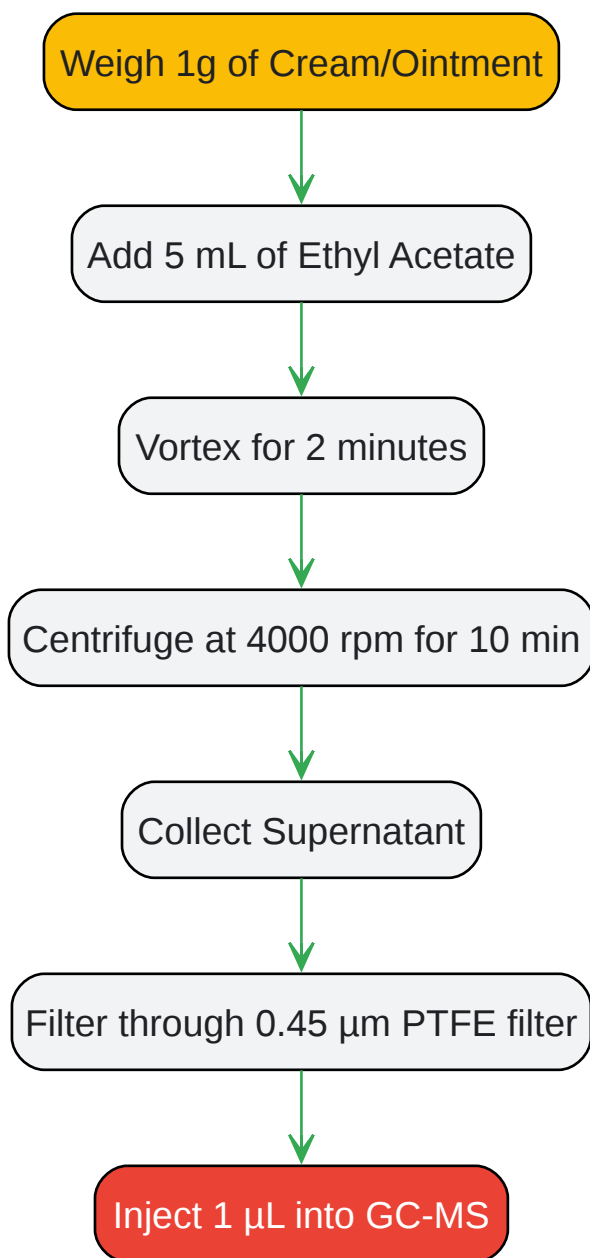 Weigh 1g of Cream/Ointment
Add 5 mL of Ethyl Acetate
Vortex for 2 minutes
Centrifuge at 4000 rpm for 10 min
Collect Supernatant
Filter through 0.45 µm PTFE filter
Inject 1 µL into GC-MS